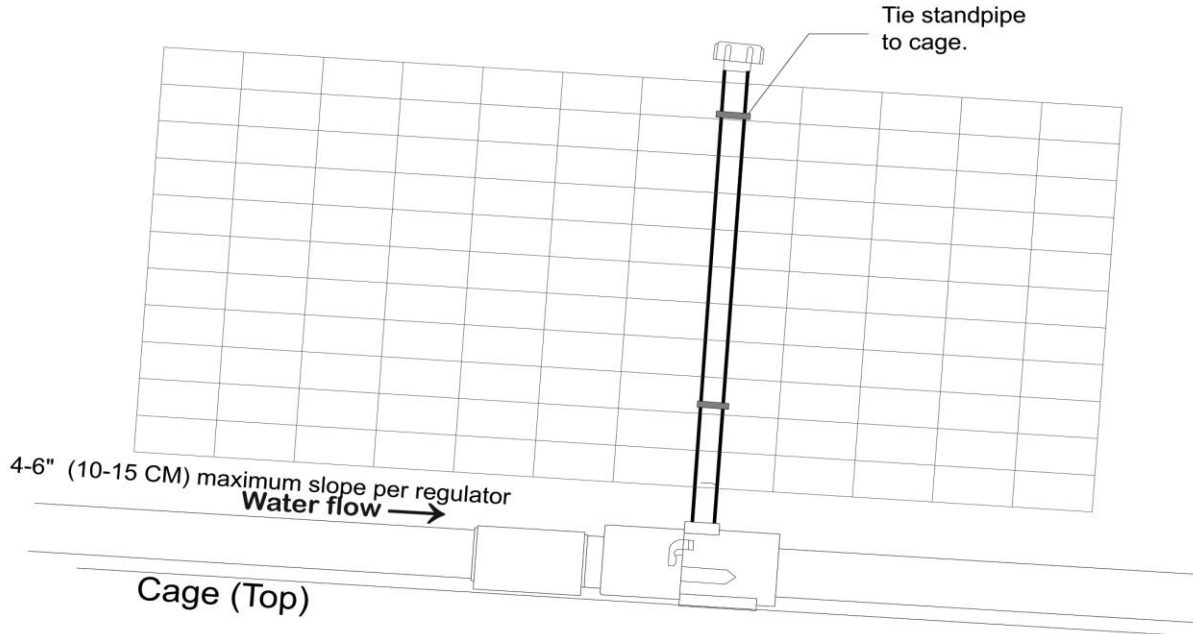 Tie standpipe
to cage.
4-6" (10-15 CM) maximum slope per regulator
Water flow
Cage (Top)